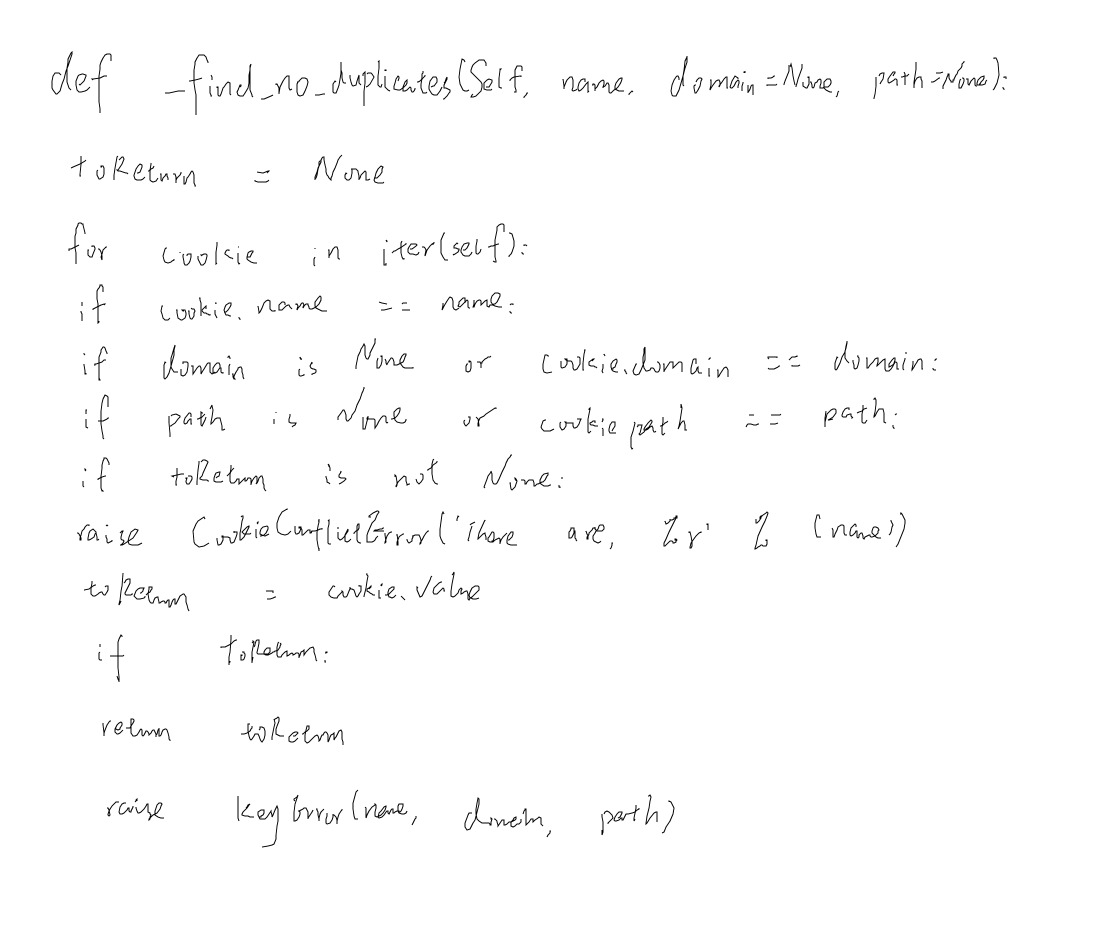 def _find_no_duplicates(Self, name, domain=None, path=None):
toReturn = None
for cookie in iter(self):
if cookie.name == name:
if domain is None or cookie.domain == domain:
if path is None or cookie path == path:
if toReturn is not None:
raise CookieConflictError('There are, %r' % (name))
toReturn = cookie.value
if toReturn:
return toReturn
raise keyError(name, domain, path)